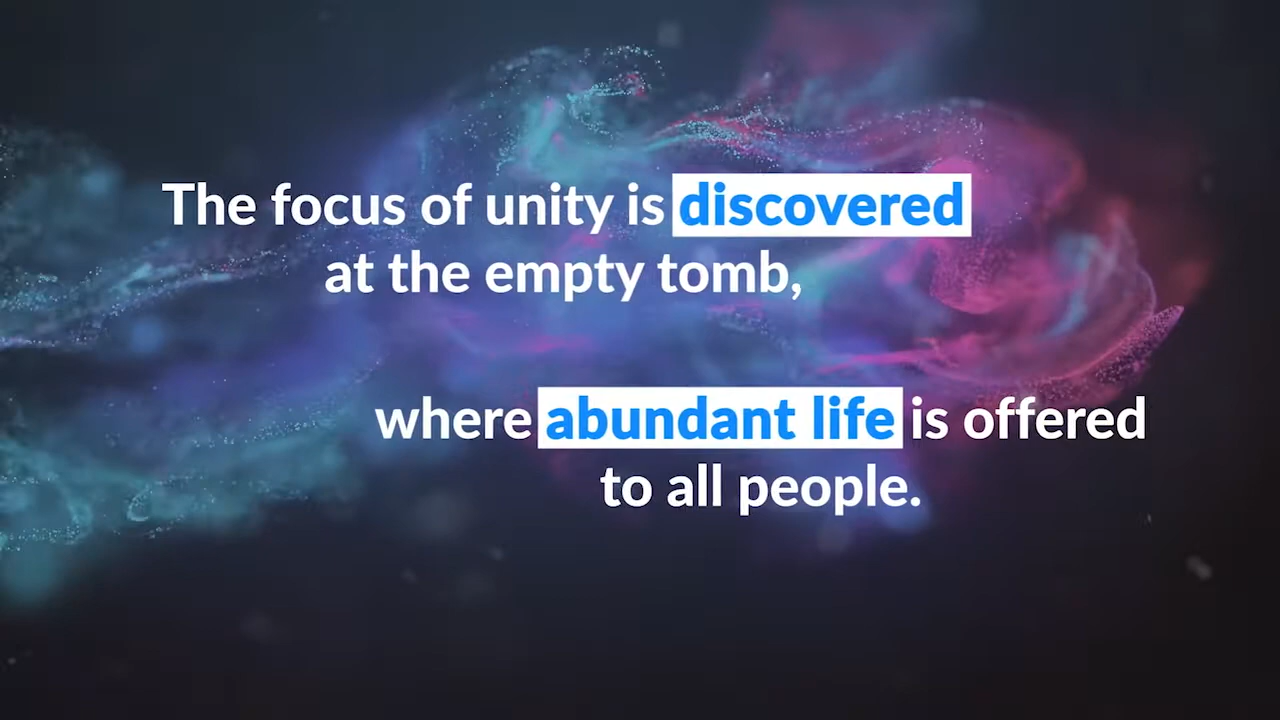 The focus of unity is discovered
at the empty tomb,
where abundant life is offered
to all people.